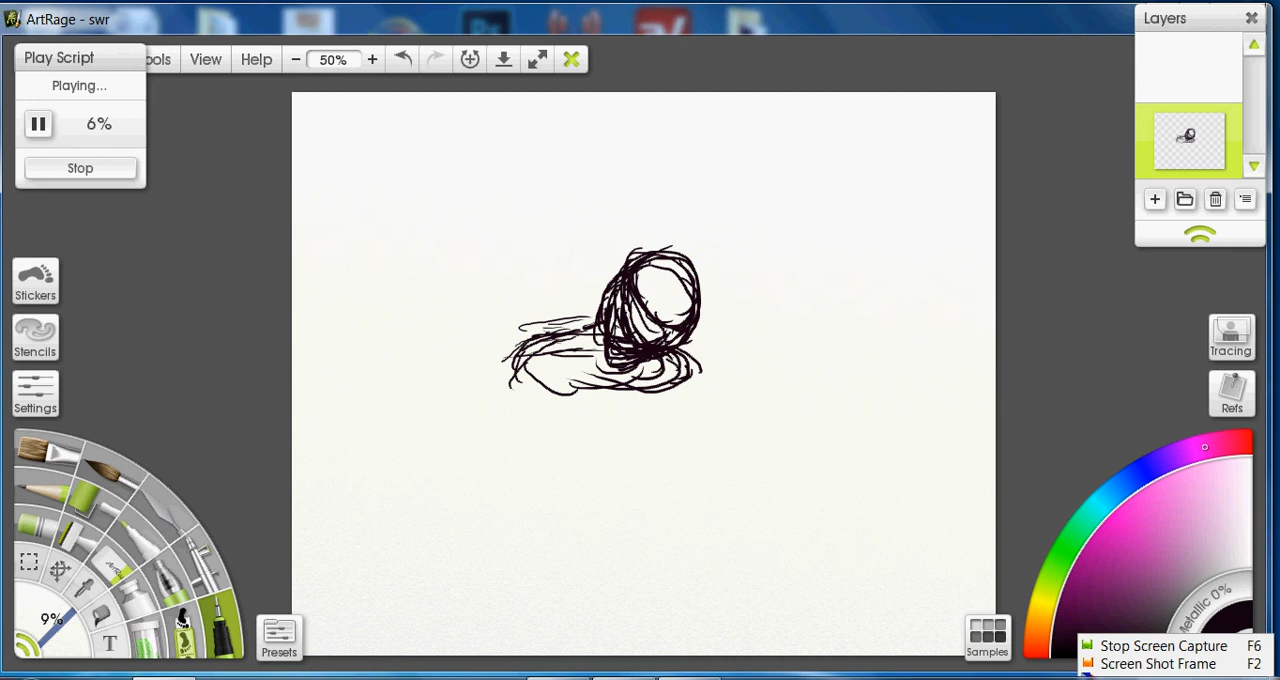 ArtRage - swr
Layers
Play Script
ools
View
Help
50%
Playing...
6%
Stop
Stickers
Stencils
Settings
Tracing
Refs
9%
T
Presets
Samples
Metallic 0%
Stop Screen Capture F6
Screen Shot Frame F2